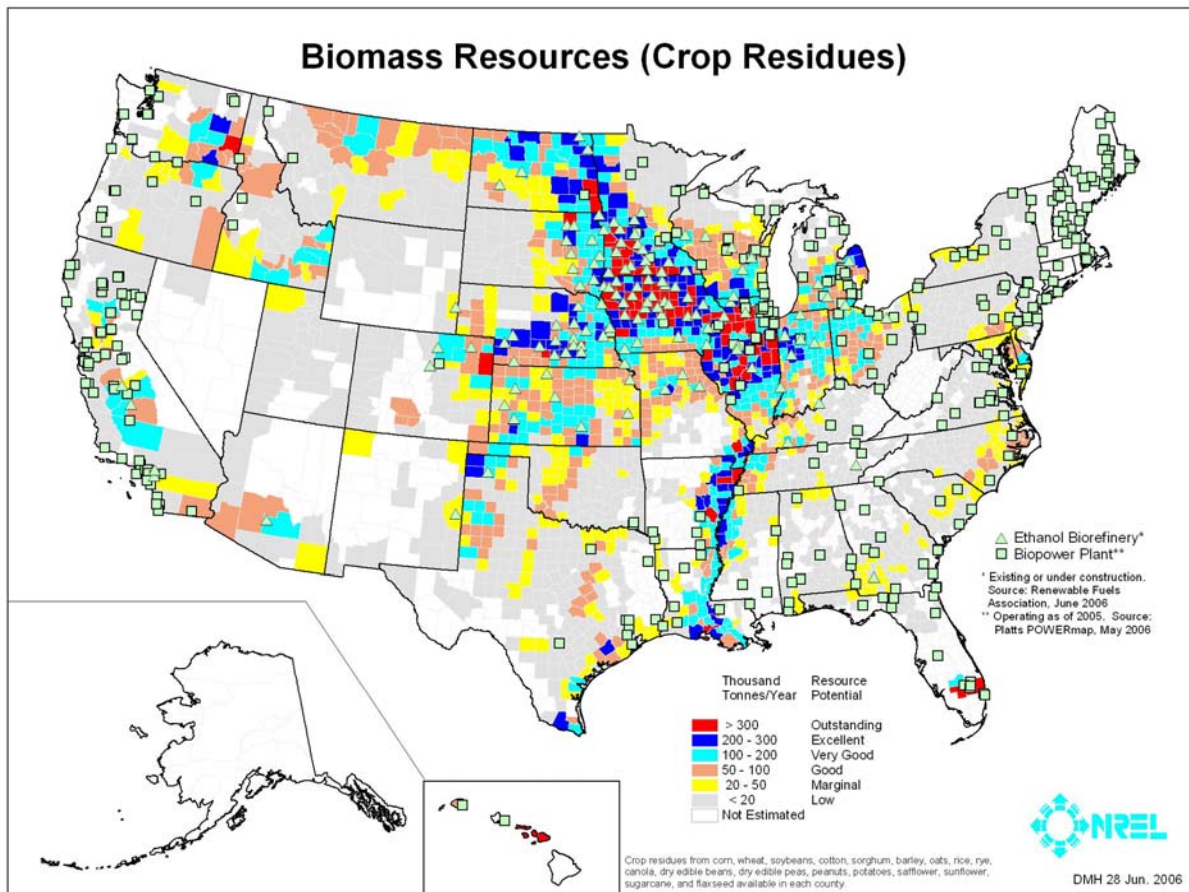 Biomass Resources (Crop Residues)
Ethanol Biorefinery*
Biopower Plant**
* Existing or under construction.
Source: Renewable Fuels
Association, June 2006
** Operating as of 2005. Source:
Platts POWERmap, May 2006
Thousand Resource
Tonnes/Year Potential
> 300 Outstanding
200 - 300 Excellent
100 - 200 Very Good
50 - 100 Good
20 - 50 Marginal
< 20 Low
Not Estimated
Crop residues from corn, wheat, soybeans, cotton, sorghum, barley, oats, rice, rye,
canola, dry edible beans, dry edible peas, peanuts, potatoes, safflower, sunflower,
sugarcane, and flaxseed available in each county.
NREL
DMH 28 Jun. 2006